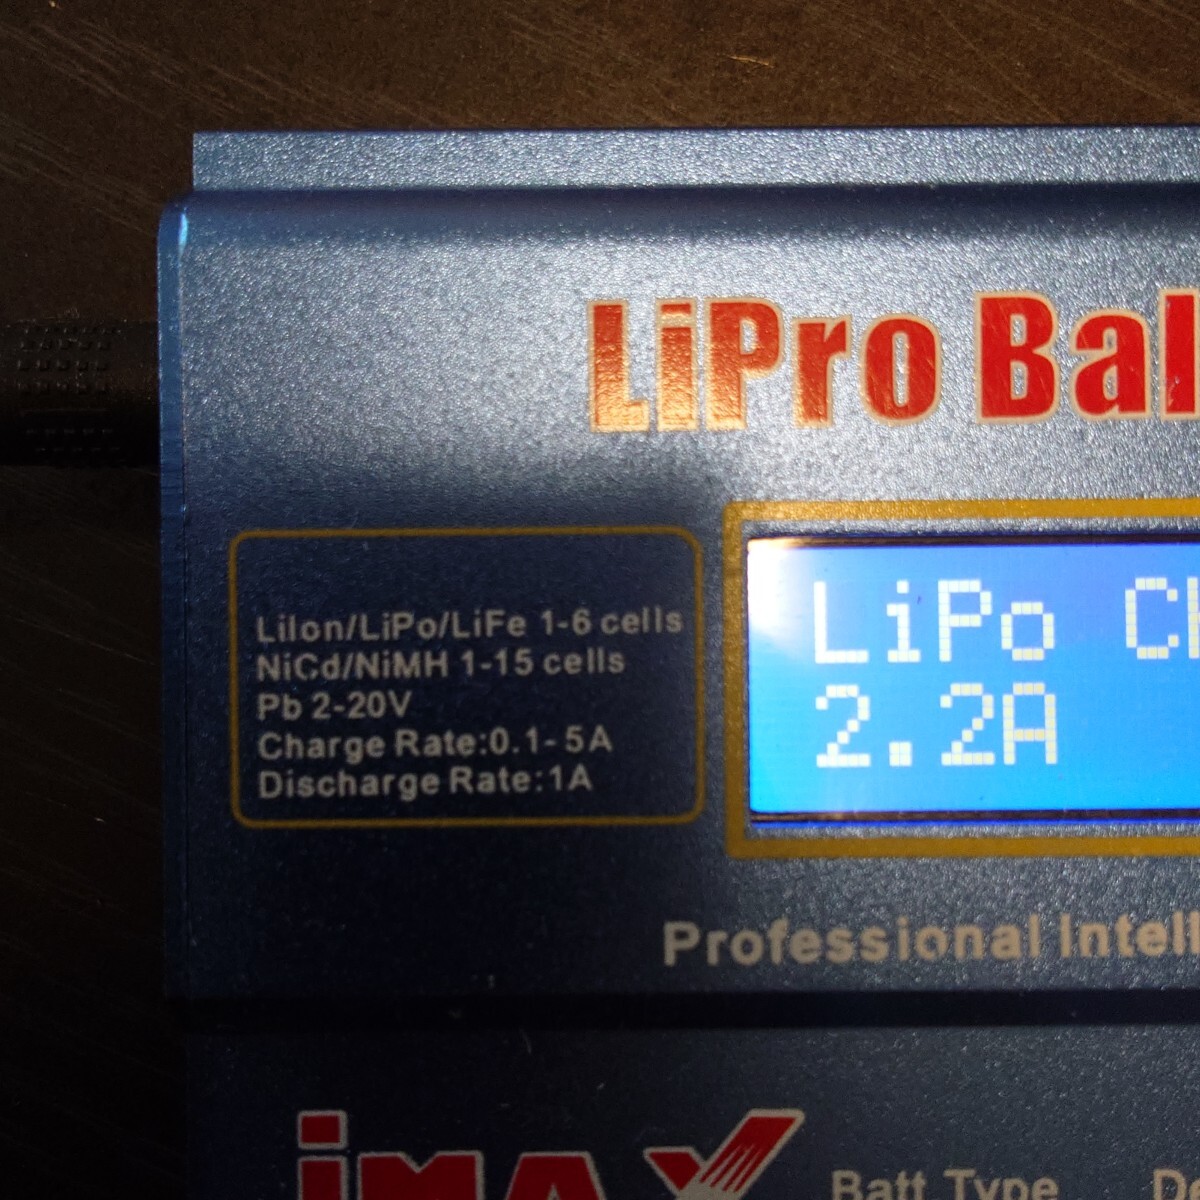 LiPro Bal
LiIon/LiPo/LiFe 1-6 cells
NiCd/NiMH 1-15 cells
Pb 2-20V
Charge Rate:0.1-5A
Discharge Rate:1A
LiPo C
2.2A
Professional Intell
iMAX
Batt Type